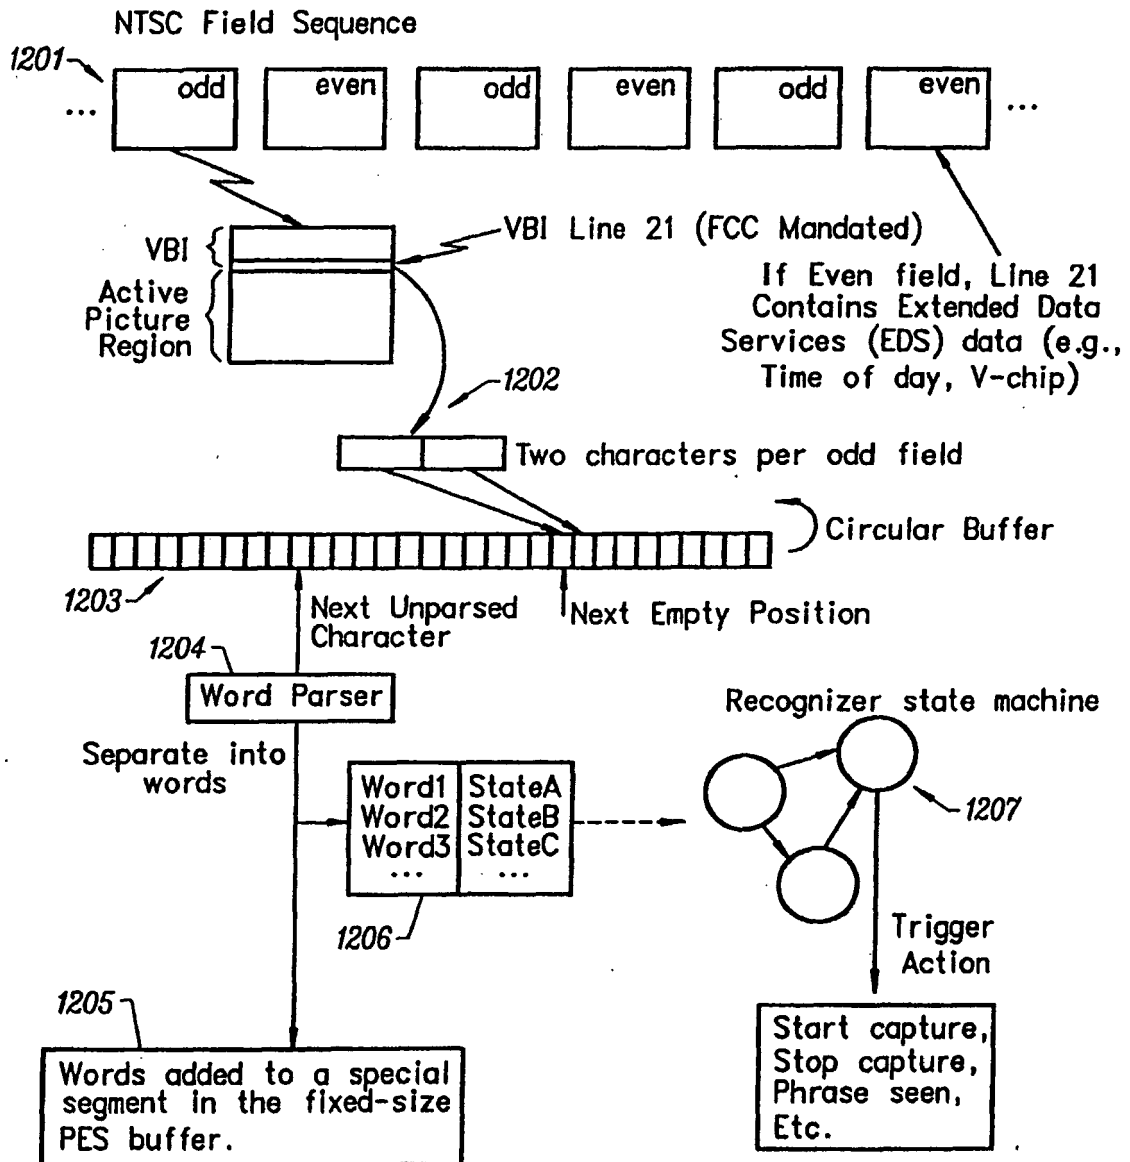 NTSC Field Sequence
1201
... odd even odd even odd even ...
VBI
VBI Line 21 (FCC Mandated)
Active
Picture
Region
If Even field, Line 21
Contains Extended Data
Services (EDS) data (e.g.,
Time of day, V-chip)
1202
Two characters per odd field
Circular Buffer
1203
Next Unparsed
Character
Next Empty Position
1204
Word Parser
Separate into
words
Word1 StateA
Word2 StateB
Word3 StateC
... ...
1206
Recognizer state machine
1207
Trigger
Action
1205
Words added to a special
segment in the fixed-size
PES buffer.
Start capture,
Stop capture,
Phrase seen,
Etc.